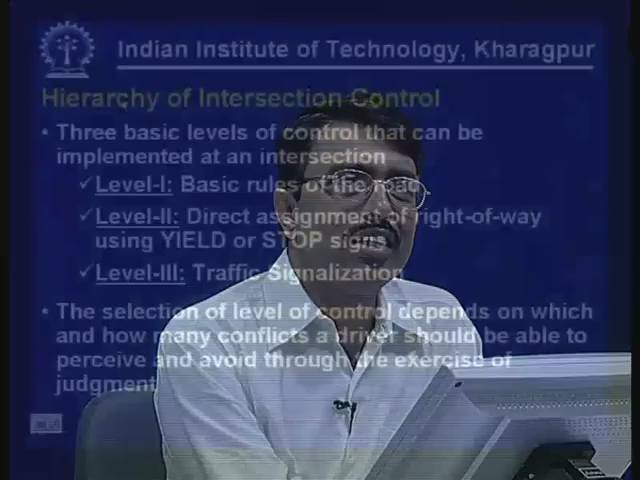 Indian Institute of Technology, Kharagpur
Hierarchy of Intersection Control
• Three basic levels of control that can be
implemented at an intersection
✓Level-I: Basic rules of the road
✓Level-II: Direct assignment of right-of-way
using YIELD or STOP signs
✓Level-III: Traffic Signalization
• The selection of level of control depends on which
and how many conflicts a driver should be able to
perceive and avoid through the exercise of
judgment